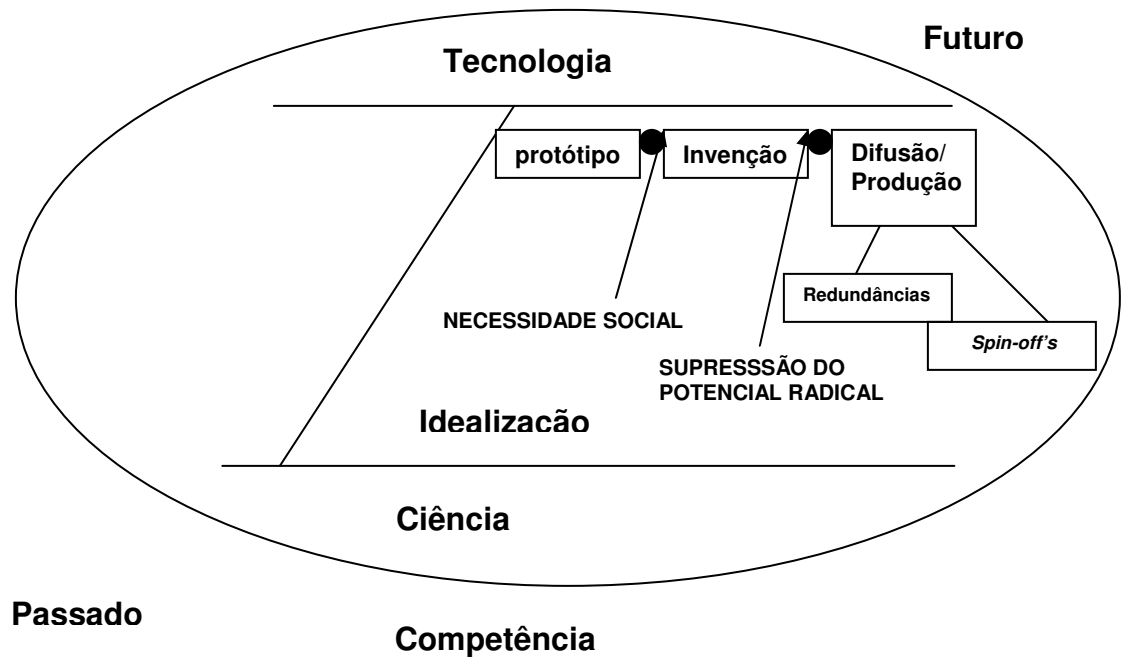 Futuro
Tecnologia
protótipo
Invenção
Difusão/
Produção
Redundâncias
Spin-off's
NECESSIDADE SOCIAL
SUPRESSSÃO DO
POTENCIAL RADICAL
Idealização
Ciência
Passado
Competência